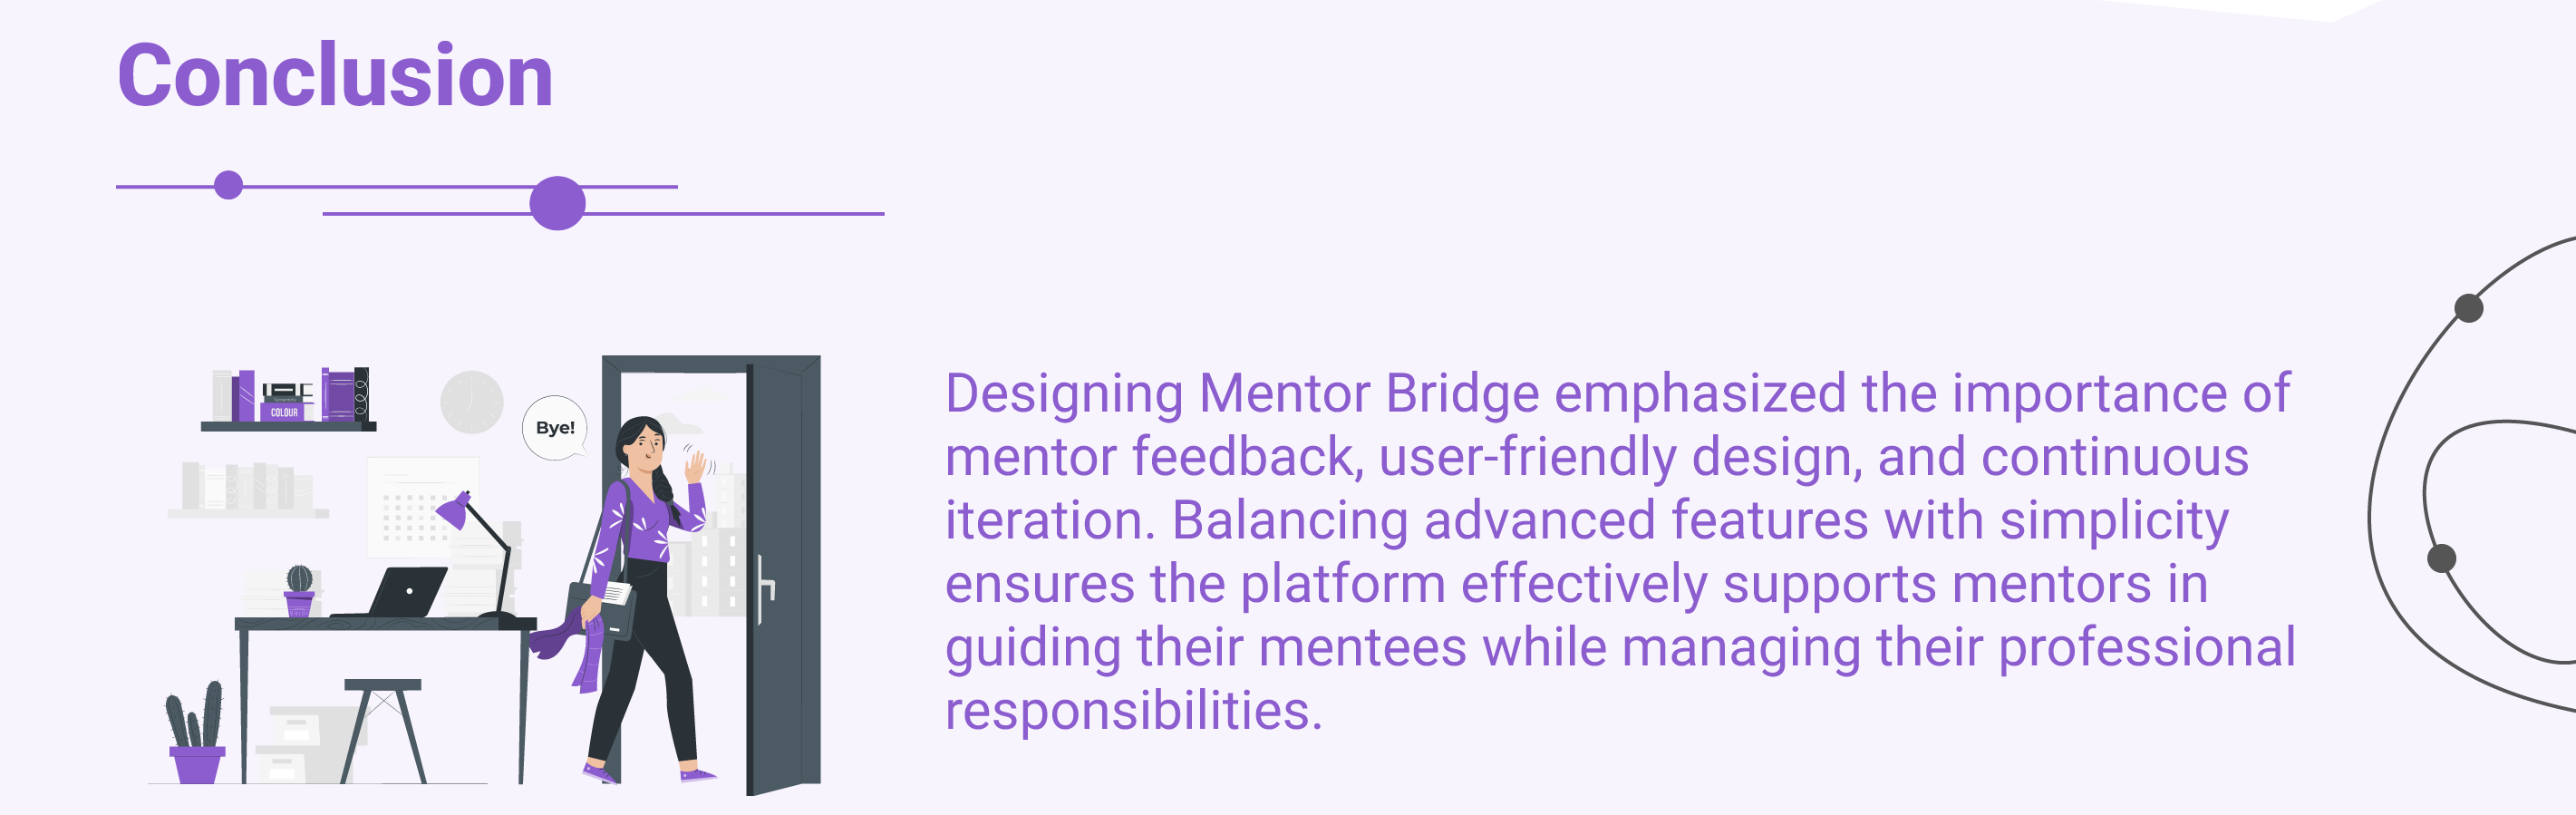 Conclusion
COLOUR
Bye!
Designing Mentor Bridge emphasized the importance of
mentor feedback, user-friendly design, and continuous
iteration. Balancing advanced features with simplicity
ensures the platform effectively supports mentors in
guiding their mentees while managing their professional
responsibilities.